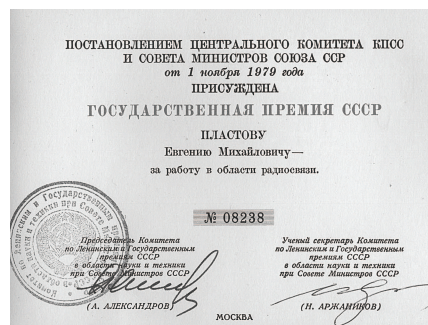 ПОСТАНОВЛЕНИЕМ ЦЕНТРАЛЬНОГО КОМИТЕТА КПСС
И СОВЕТА МИНИСТРОВ СОЮЗА ССР
от 1 ноября 1979 года
ПРИСУЖДЕНА
ГОСУДАРСТВЕННАЯ ПРЕМИЯ СССР
ПЛАСТОВУ
Евгению Михайловичу—
за работу в области радиосвязи.
№ 08238
Председатель Комитета
по Ленинским и Государственным
премиям СССР
в области науки и техники
при Совете Министров СССР
(А. АЛЕКСАНДРОВ)
Ученый секретарь Комитета
по Ленинским и Государственным
премиям СССР
в области науки и техники
при Совете Министров СССР
(Н. АРЖАНИКОВ)
МОСКВА